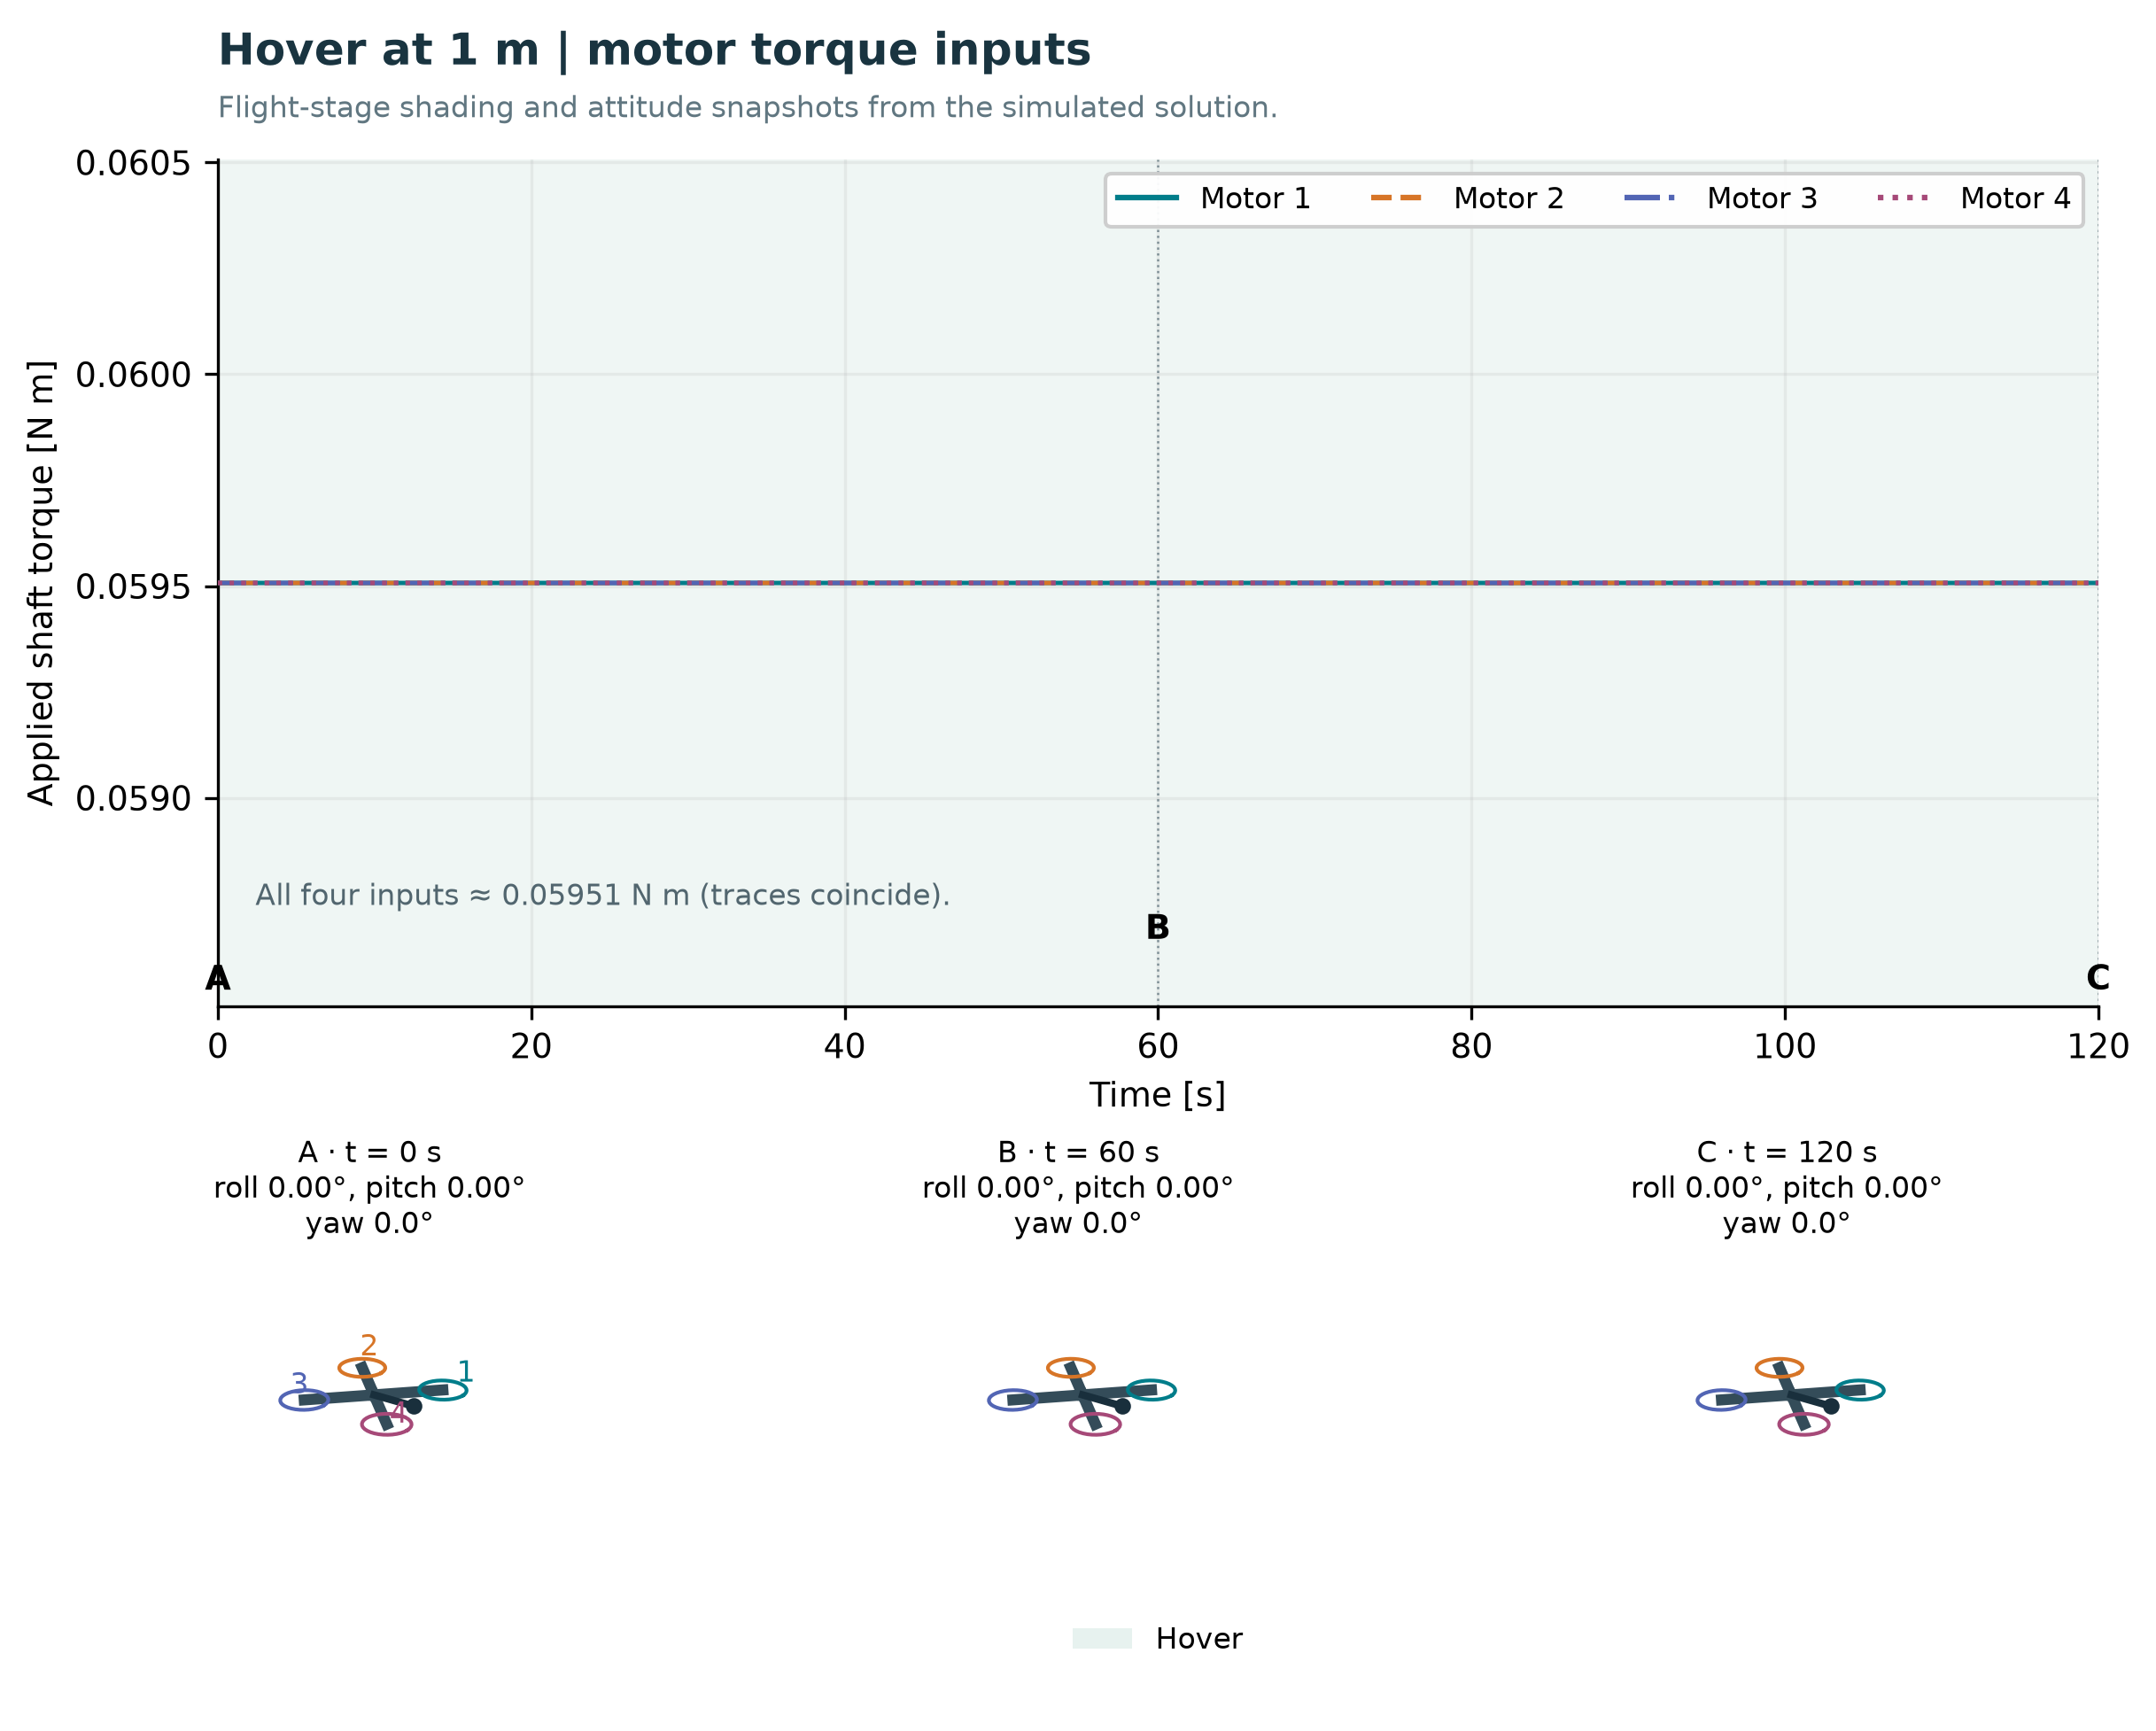 Hover at 1 m | motor torque inputs
Flight-stage shading and attitude snapshots from the simulated solution.
Applied shaft torque [N m]
0.0605
0.0600
0.0595
0.0590
Motor 1 Motor 2 Motor 3 Motor 4
All four inputs ≈ 0.05951 N m (traces coincide).
A B C
0 20 40 60 80 100 120
Time [s]
A · t = 0 s
roll 0.00°, pitch 0.00°
yaw 0.0°
B · t = 60 s
roll 0.00°, pitch 0.00°
yaw 0.0°
C · t = 120 s
roll 0.00°, pitch 0.00°
yaw 0.0°
2
1
3
4
Hover